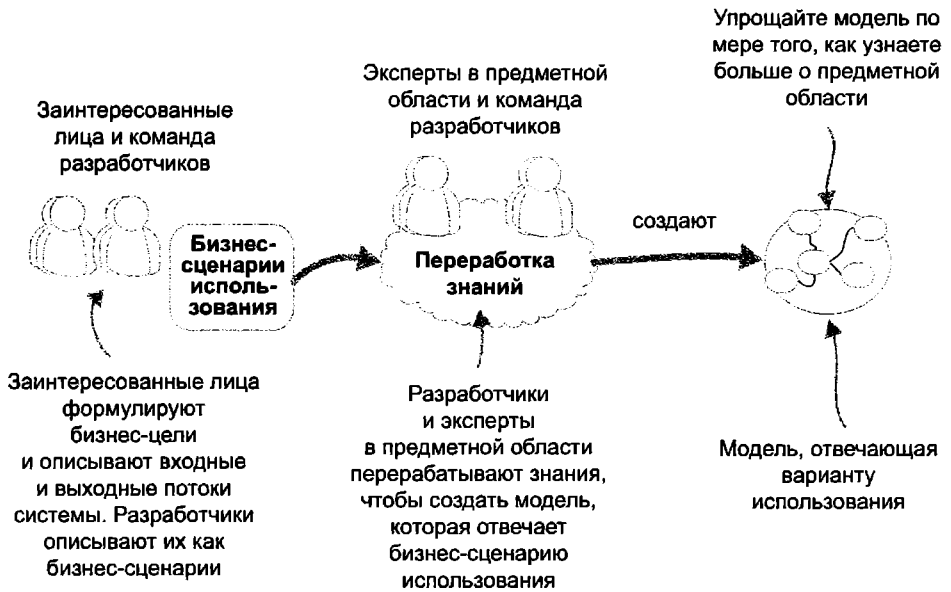 Заинтересованные
лица и команда
разработчиков
Бизнес-
сценарии
исполь-
зования
Заинтересованные лица
формулируют
бизнес-цели
и описывают входные
и выходные потоки
системы. Разработчики
описывают их как
бизнес-сценарии
Эксперты в предметной
области и команда
разработчиков
Переработка
знаний
Разработчики
и эксперты
в предметной области
перерабатывают знания,
чтобы создать модель,
которая отвечает
бизнес-сценарию
использования
создают
Упрощайте модель по
мере того, как узнаете
больше о предметной
области
Модель, отвечающая
варианту
использования